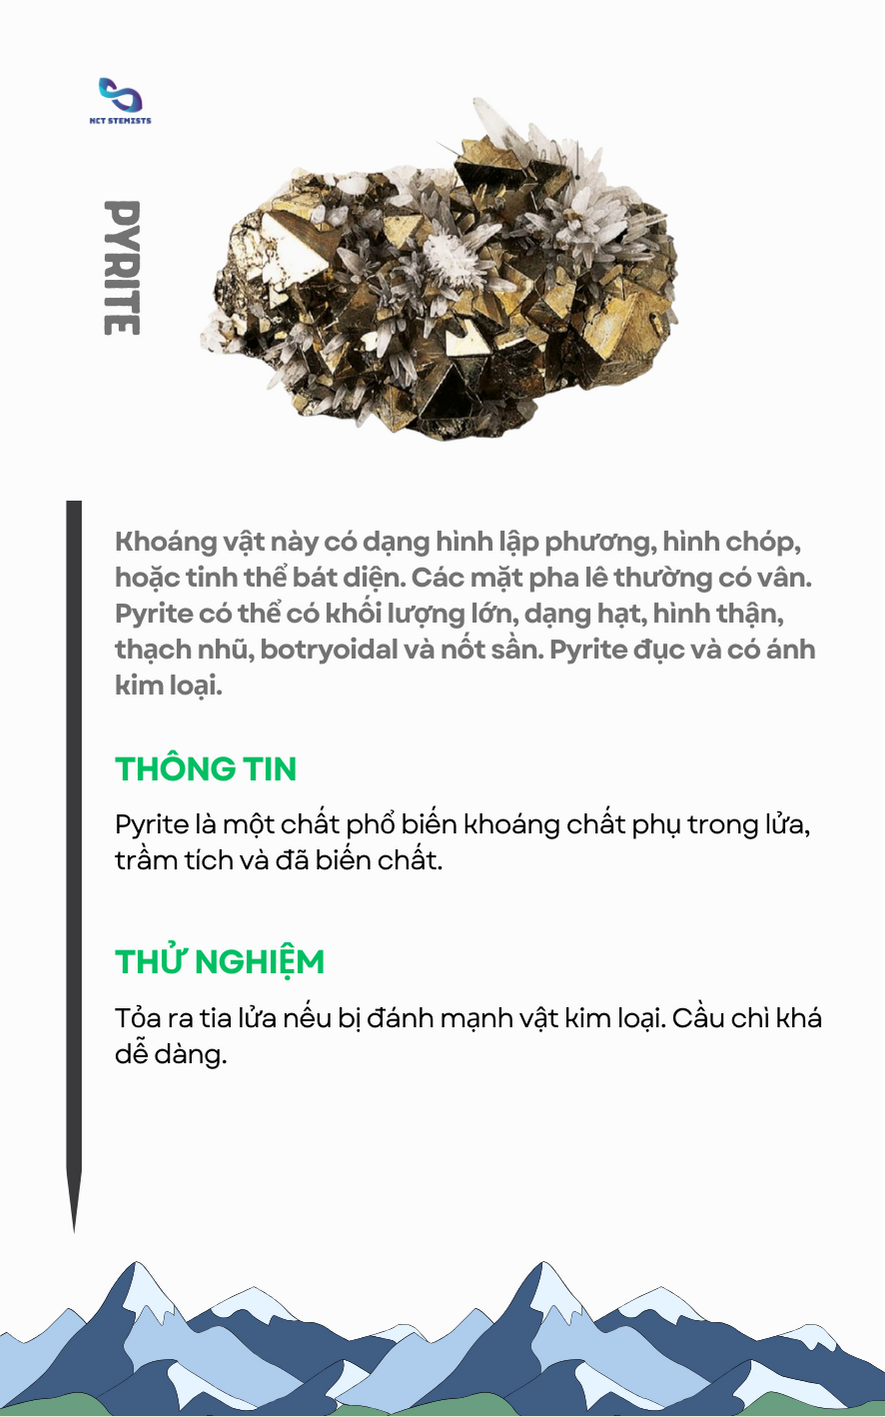 NCT STEMISTS
PYRITE
Khoáng vật này có dạng hình lập phương, hình chóp,
hoặc tinh thể bát diện. Các mặt pha lê thường có vân.
Pyrite có thể có khối lượng lớn, dạng hạt, hình thận,
thạch nhũ, botryoidal và nốt sần. Pyrite đục và có ánh
kim loại.
THÔNG TIN
Pyrite là một chất phổ biến khoáng chất phụ trong lửa,
trầm tích và đã biến chất.
THỬ NGHIỆM
Tỏa ra tia lửa nếu bị đánh mạnh vật kim loại. Cầu chì khá
dễ dàng.